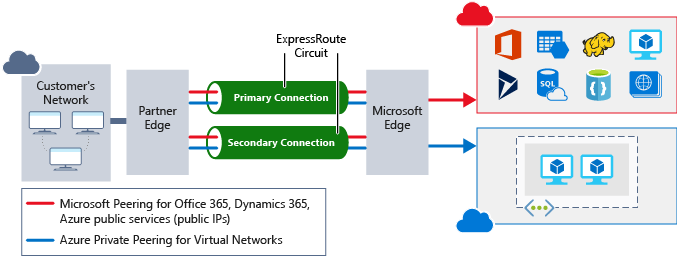 ExpressRoute
Circuit
Customer's
Network
Partner
Edge
Primary Connection
Secondary Connection
Microsoft
Edge
SQL
{}
<···>
Microsoft Peering for Office 365, Dynamics 365,
Azure public services (public IPs)
Azure Private Peering for Virtual Networks